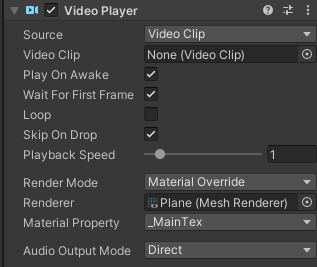 Video Player
Source Video Clip
Video Clip None (Video Clip)
Play On Awake
Wait For First Frame
Loop
Skip On Drop
Playback Speed 1
Render Mode Material Override
Renderer Plane (Mesh Renderer)
Material Property _MainTex
Audio Output Mode Direct